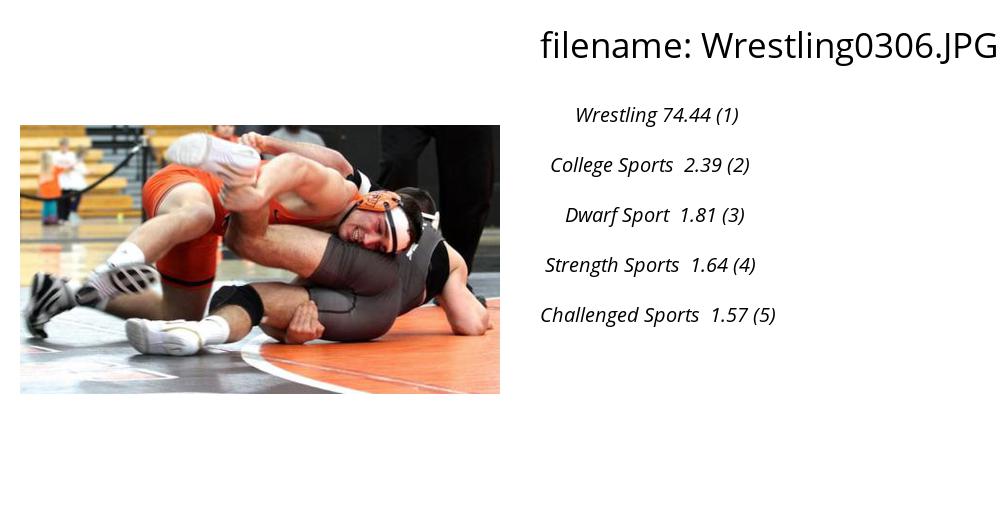 filename: Wrestling0306.JPG
Wrestling 74.44 (1)
College Sports 2.39 (2)
Dwarf Sport 1.81 (3)
Strength Sports 1.64 (4)
Challenged Sports 1.57 (5)